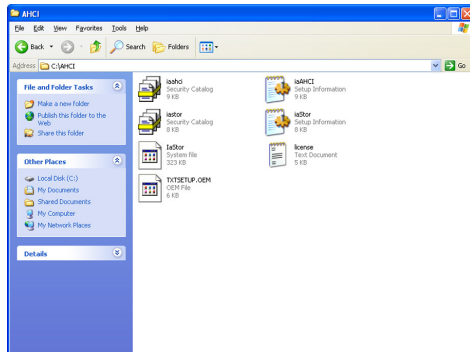 AHCI
File Edit View Favorites Tools Help
Back Search Folders
Address C:\AHCI Go
File and Folder Tasks
Make a new folder
Publish this folder to the
Web
Share this folder
Other Places
Local Disk (C:)
My Documents
Shared Documents
My Computer
My Network Places
Details
iaahci
Security Catalog
9 KB
iaAHCI
Setup Information
9 KB
iastor
Security Catalog
8 KB
iaStor
Setup Information
8 KB
IaStor
System file
323 KB
license
Text Document
5 KB
TXTSETUP.OEM
OEM File
6 KB